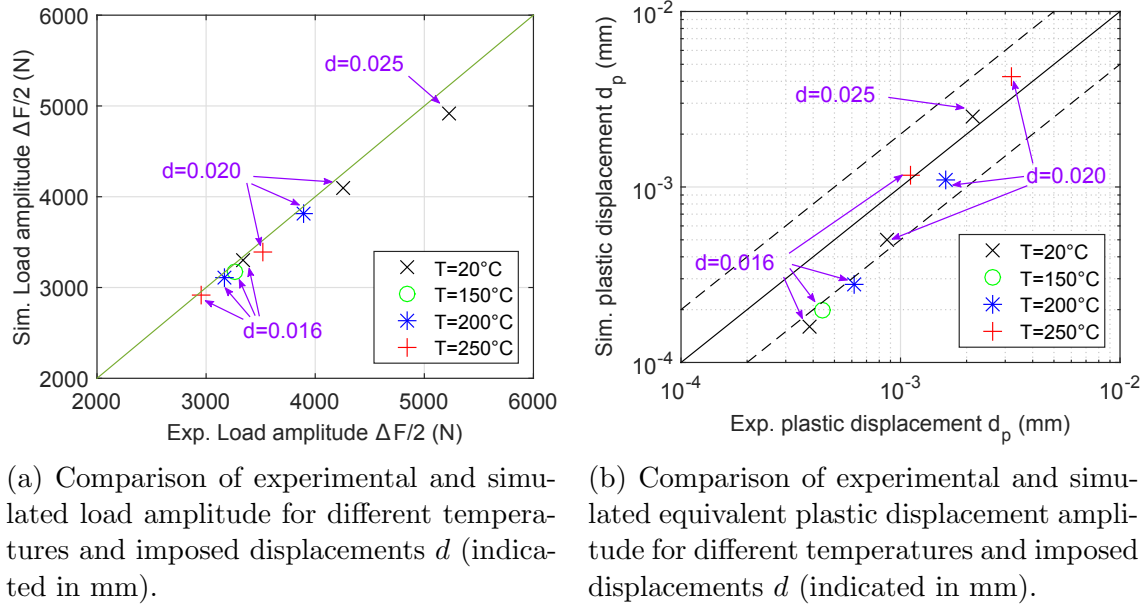 6000
5000
4000
3000
2000
2000 3000 4000 5000 6000
Sim. Load amplitude Δ F/2 (N)
Exp. Load amplitude Δ F/2 (N)
d=0.025
d=0.020
d=0.016
T=20°C
T=150°C
T=200°C
T=250°C
10-2
10-3
10-4
10-4 10-3 10-2
Sim. plastic displacement dp (mm)
Exp. plastic displacement dp (mm)
d=0.025
d=0.020
d=0.016
T=20°C
T=150°C
T=200°C
T=250°C
(a) Comparison of experimental and simu-
lated load amplitude for different tempera-
tures and imposed displacements d (indica-
ted in mm).
(b) Comparison of experimental and simu-
lated equivalent plastic displacement ampli-
tude for different temperatures and imposed
displacements d (indicated in mm).